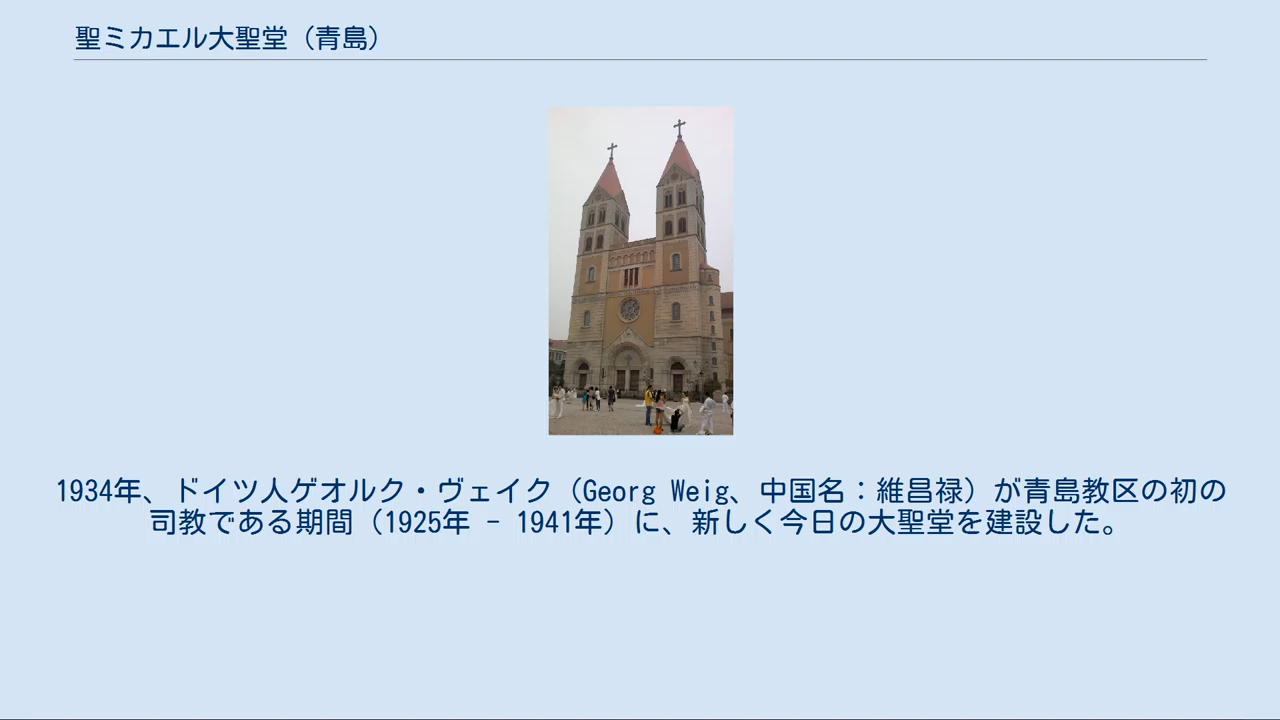 聖ミカエル大聖堂（青島）
1934年、ドイツ人ゲオルク・ヴェイク（Georg Weig、中国名：維昌禄）が青島教区の初の
司教である期間（1925年 - 1941年）に、新しく今日の大聖堂を建設した。